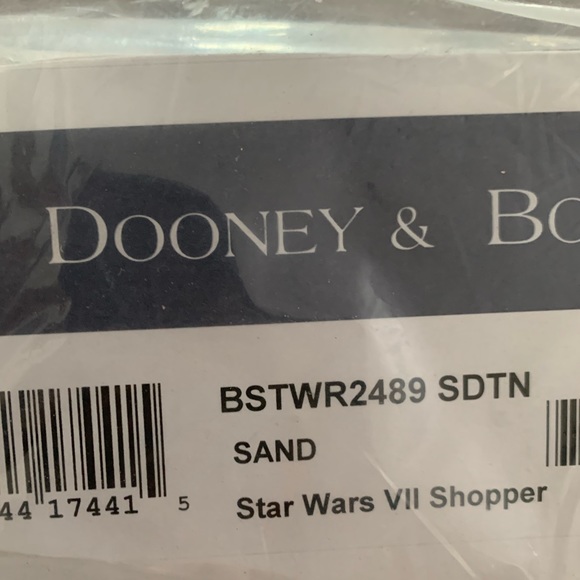 DOONEY & BO
BSTWR2489 SDTN
SAND
Star Wars VII Shopper
44 17441 5